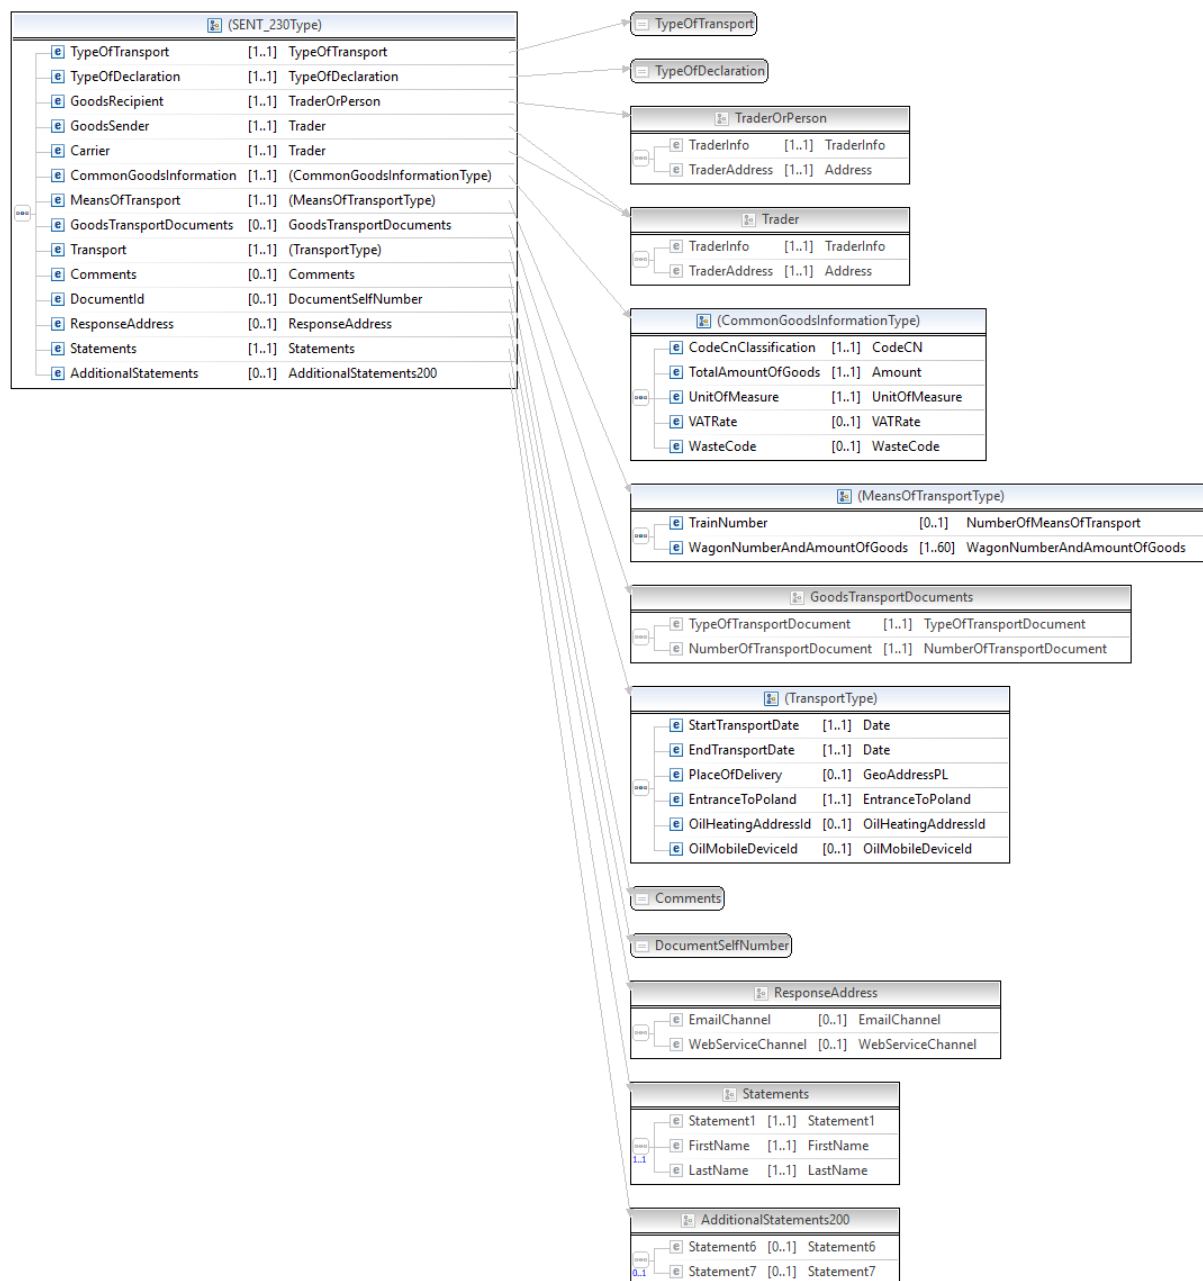 (SENT_230Type)
TypeOfTransport [1..1] TypeOfTransport
TypeOfDeclaration [1..1] TypeOfDeclaration
GoodsRecipient [1..1] TraderOrPerson
GoodsSender [1..1] Trader
Carrier [1..1] Trader
CommonGoodsInformation [1..1] (CommonGoodsInformationType)
MeansOfTransport [1..1] (MeansOfTransportType)
GoodsTransportDocuments [0..1] GoodsTransportDocuments
Transport [1..1] (TransportType)
Comments [0..1] Comments
DocumentId [0..1] DocumentSelfNumber
ResponseAddress [0..1] ResponseAddress
Statements [1..1] Statements
AdditionalStatements [0..1] AdditionalStatements200
TypeOfTransport
TypeOfDeclaration
TraderOrPerson
e TraderInfo [1..1] TraderInfo
e TraderAddress [1..1] Address
Trader
e TraderInfo [1..1] TraderInfo
e TraderAddress [1..1] Address
(CommonGoodsInformationType)
e CodeCnClassification [1..1] CodeCN
e TotalAmountOfGoods [1..1] Amount
e UnitOfMeasure [1..1] UnitOfMeasure
e VATRate [0..1] VATRate
e WasteCode [0..1] WasteCode
(MeansOfTransportType)
e TrainNumber [0..1] NumberOfMeansOfTransport
e WagonNumberAndAmountOfGoods [1..60] WagonNumberAndAmountOfGoods
GoodsTransportDocuments
e TypeOfTransportDocument [1..1] TypeOfTransportDocument
e NumberOfTransportDocument [1..1] NumberOfTransportDocument
(TransportType)
e StartTransportDate [1..1] Date
e EndTransportDate [1..1] Date
e PlaceOfDelivery [0..1] GeoAddressPL
e EntranceToPoland [1..1] EntranceToPoland
e OilHeatingAddressId [0..1] OilHeatingAddressId
e OilMobileDeviceId [0..1] OilMobileDeviceId
Comments
DocumentSelfNumber
ResponseAddress
e EmailChannel [0..1] EmailChannel
e WebServiceChannel [0..1] WebServiceChannel
Statements
e Statement1 [1..1] Statement1
e FirstName [1..1] FirstName
1..1
e LastName [1..1] LastName
AdditionalStatements200
e Statement6 [0..1] Statement6
0..1
e Statement7 [0..1] Statement7